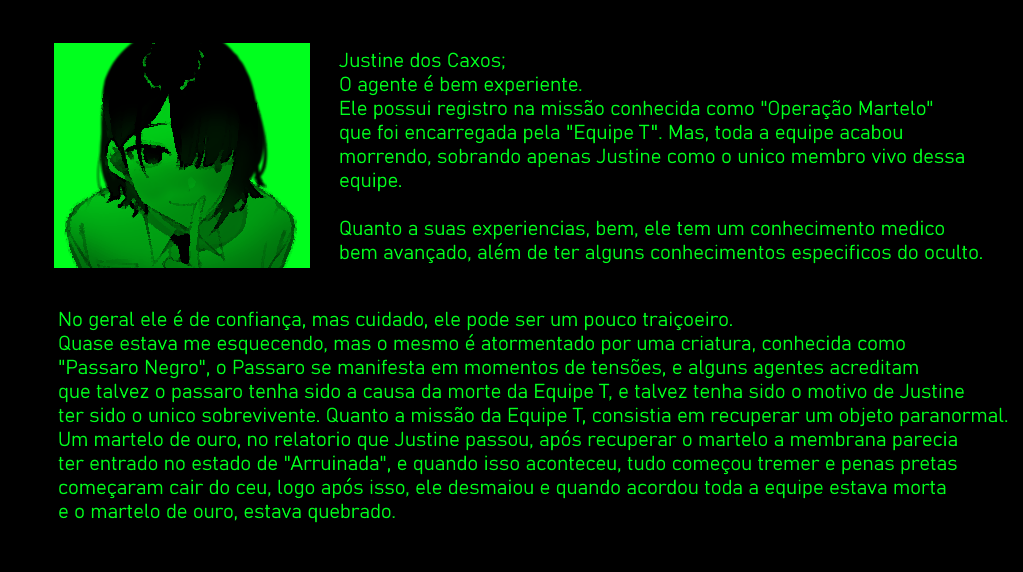 Justine dos Caxos;
O agente é bem experiente.
Ele possui registro na missão conhecida como "Operação Martelo"
que foi encarregada pela "Equipe T". Mas, toda a equipe acabou
morrendo, sobrando apenas Justine como o unico membro vivo dessa
equipe.
Quanto a suas experiencias, bem, ele tem um conhecimento medico
bem avançado, além de ter alguns conhecimentos especificos do oculto.
No geral ele é de confiança, mas cuidado, ele pode ser um pouco traiçoeiro.
Quase estava me esquecendo, mas o mesmo é atormentado por uma criatura, conhecida como
"Passaro Negro", o Passaro se manifesta em momentos de tensões, e alguns agentes acreditam
que talvez o passaro tenha sido a causa da morte da Equipe T, e talvez tenha sido o motivo de Justine
ter sido o unico sobrevivente. Quanto a missão da Equipe T, consistia em recuperar um objeto paranormal.
Um martelo de ouro, no relatorio que Justine passou, após recuperar o martelo a membrana parecia
ter entrado no estado de "Arruinada", e quando isso aconteceu, tudo começou tremer e penas pretas
começaram cair do ceu, logo após isso, ele desmaiou e quando acordou toda a equipe estava morta
e o martelo de ouro, estava quebrado.